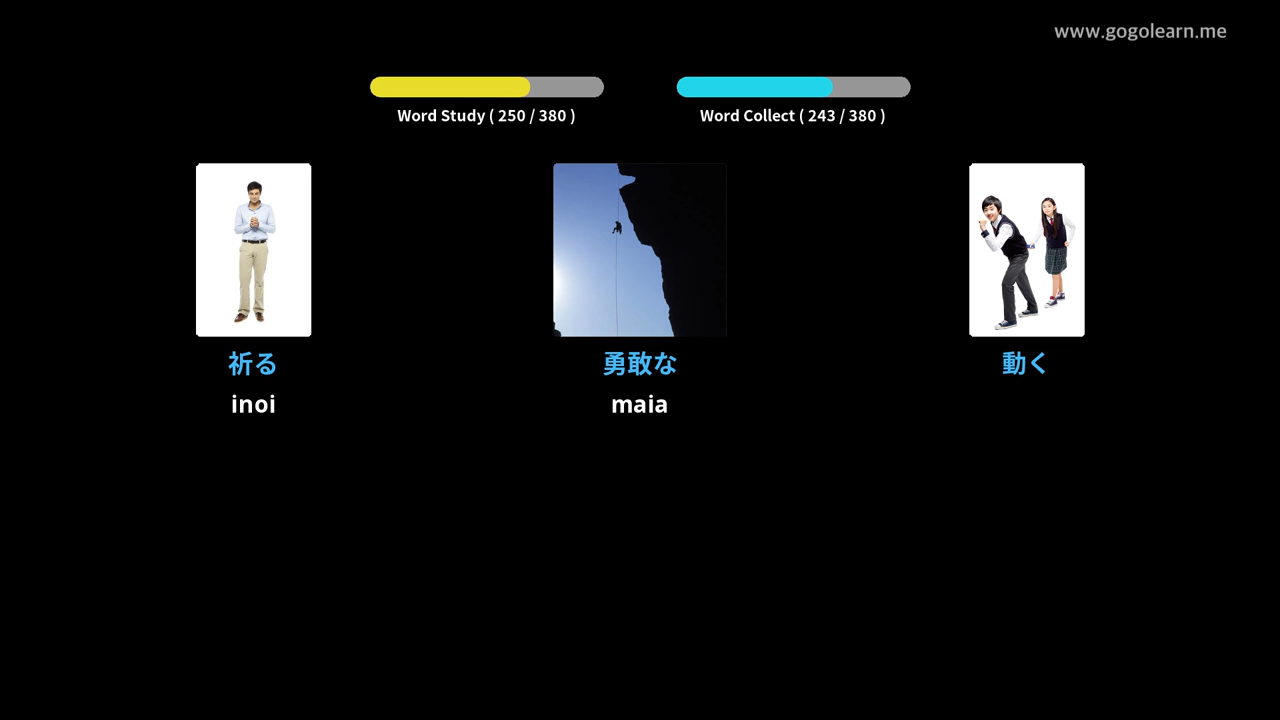 www.gogolearn.me
Word Study ( 250 / 380 )
Word Collect ( 243 / 380 )
祈る
勇敢な
動く
inoi
maia